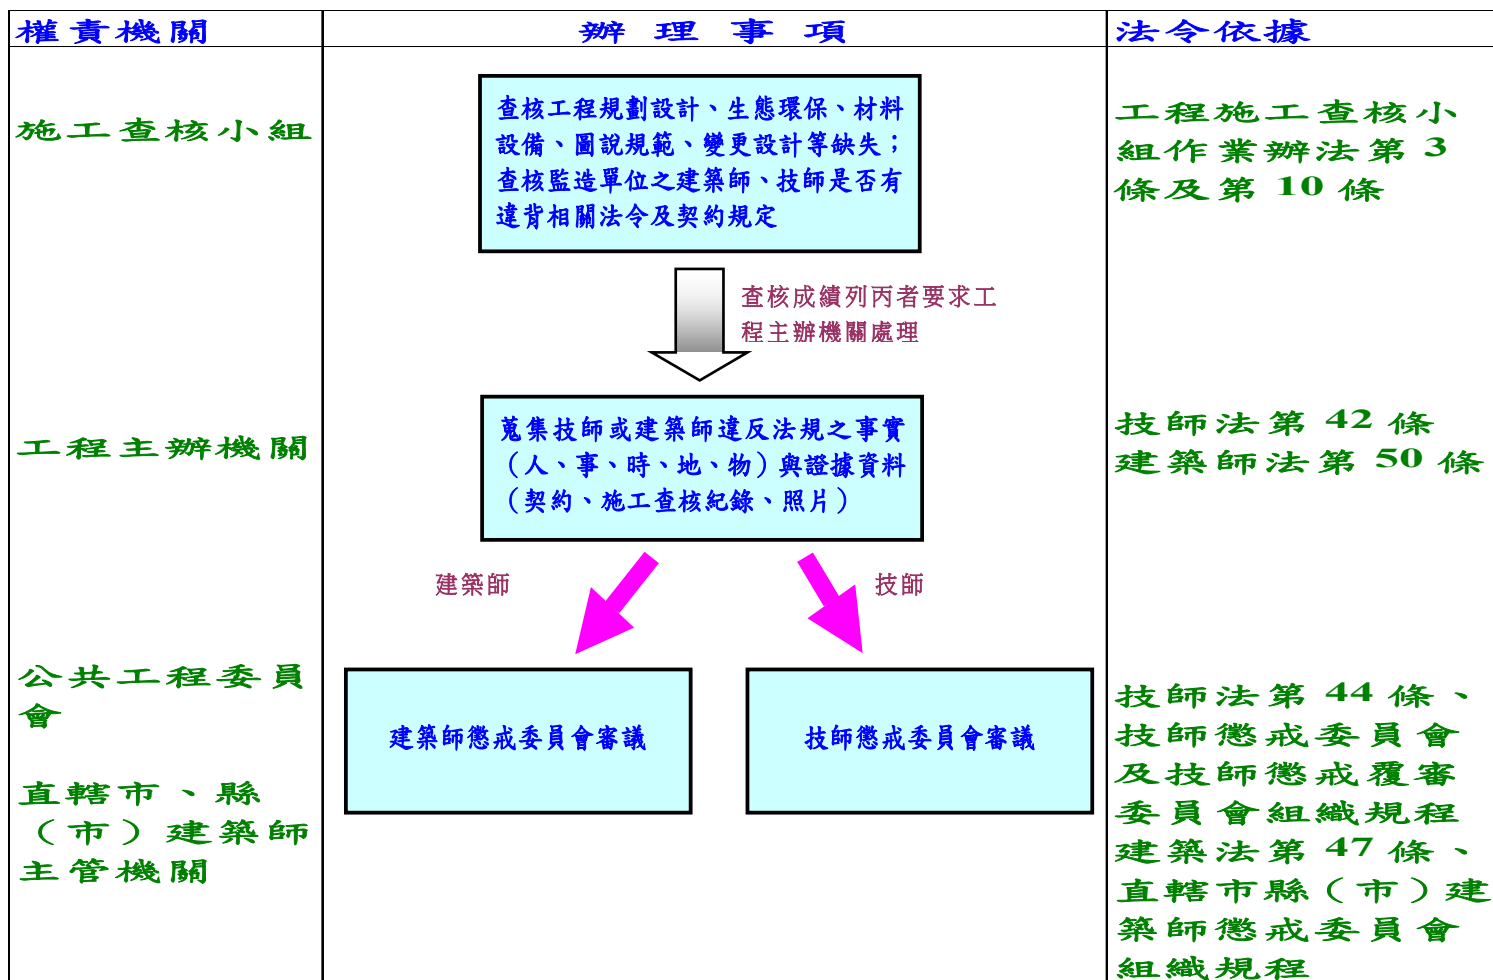 權責機關
辦理事項
法令依據
施工查核小組
查核工程規劃設計、生態環保、材料
設備、圖說規範、變更設計等缺失；
查核監造單位之建築師、技師是否有
違背相關法令及契約規定
工程施工查核小
組作業辦法第 3
條及第 10 條
查核成績列丙者要求工
程主辦機關處理
工程主辦機關
蒐集技師或建築師違反法規之事實
（人、事、時、地、物）與證據資料
（契約、施工查核紀錄、照片）
技師法第 42 條
建築師法第 50 條
建築師
技師
公共工程委員
會
直轄市、縣
（市）建築師
主管機關
建築師懲戒委員會審議
技師懲戒委員會審議
技師法第 44 條、
技師懲戒委員會
及技師懲戒覆審
委員會組織規程
建築法第 47 條、
直轄市縣（市）建
築師懲戒委員會
組織規程